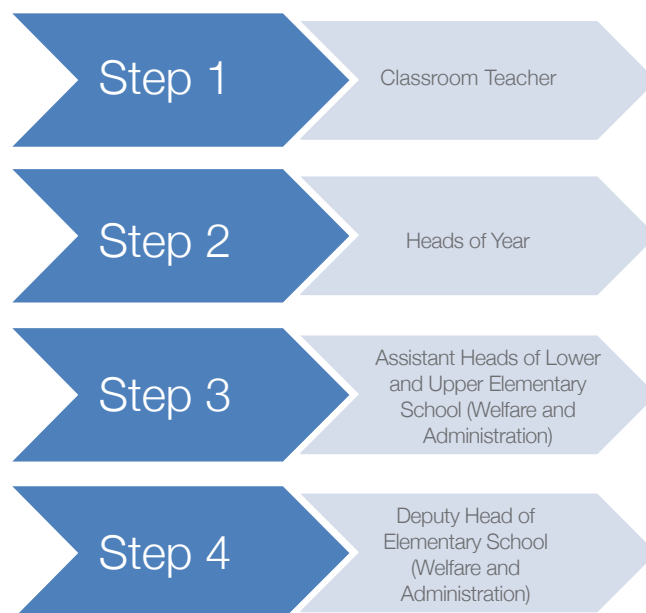 Step 1
Classroom Teacher
Step 2
Heads of Year
Step 3
Assistant Heads of Lower
and Upper Elementary
School (Welfare and
Administration)
Step 4
Deputy Head of
Elementary School
(Welfare and
Administration)